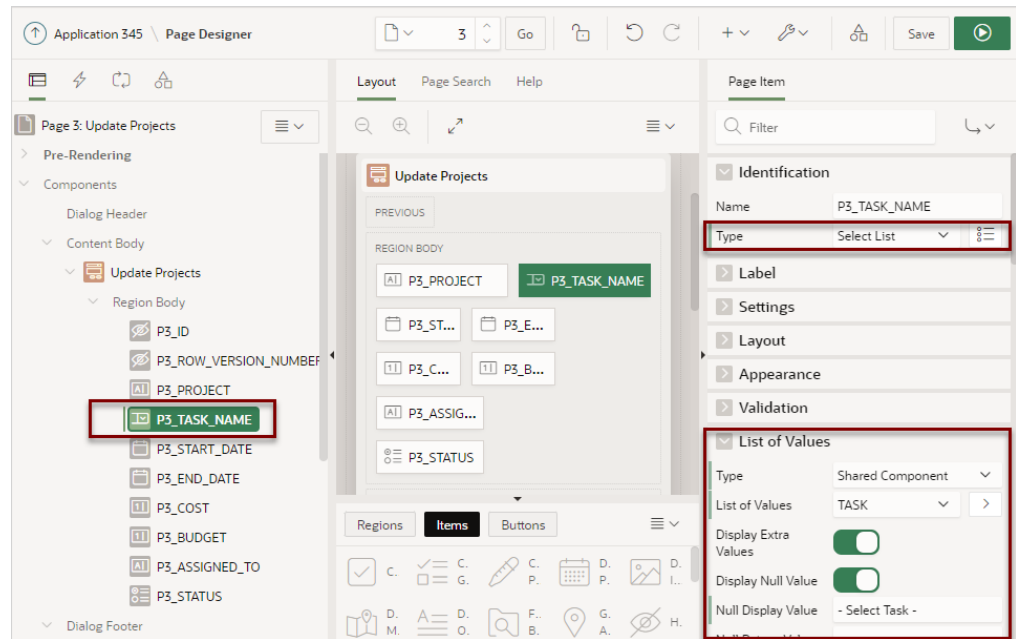 Application 345 \ Page Designer
3
Go
Save
Page 3: Update Projects
Pre-Rendering
Components
Dialog Header
Content Body
Update Projects
Region Body
P3_ID
P3_ROW_VERSION_NUMBER
P3_PROJECT
P3_TASK_NAME
P3_START_DATE
P3_END_DATE
P3_COST
P3_BUDGET
P3_ASSIGNED_TO
P3_STATUS
Dialog Footer
Layout Page Search Help
Update Projects
PREVIOUS
REGION BODY
P3_PROJECT P3_TASK_NAME
P3_ST... P3_E...
P3_C... P3_B...
P3_ASSIG...
P3_STATUS
Regions Items Buttons
C. C. G. C. P. D. P. D. I...
D. M. D. O. F.. B. G. A. H.
Page Item
Filter
Identification
Name P3_TASK_NAME
Type Select List
Label
Settings
Layout
Appearance
Validation
List of Values
Type Shared Component
List of Values TASK
Display Extra
Values
Display Null Value
Null Display Value - Select Task -